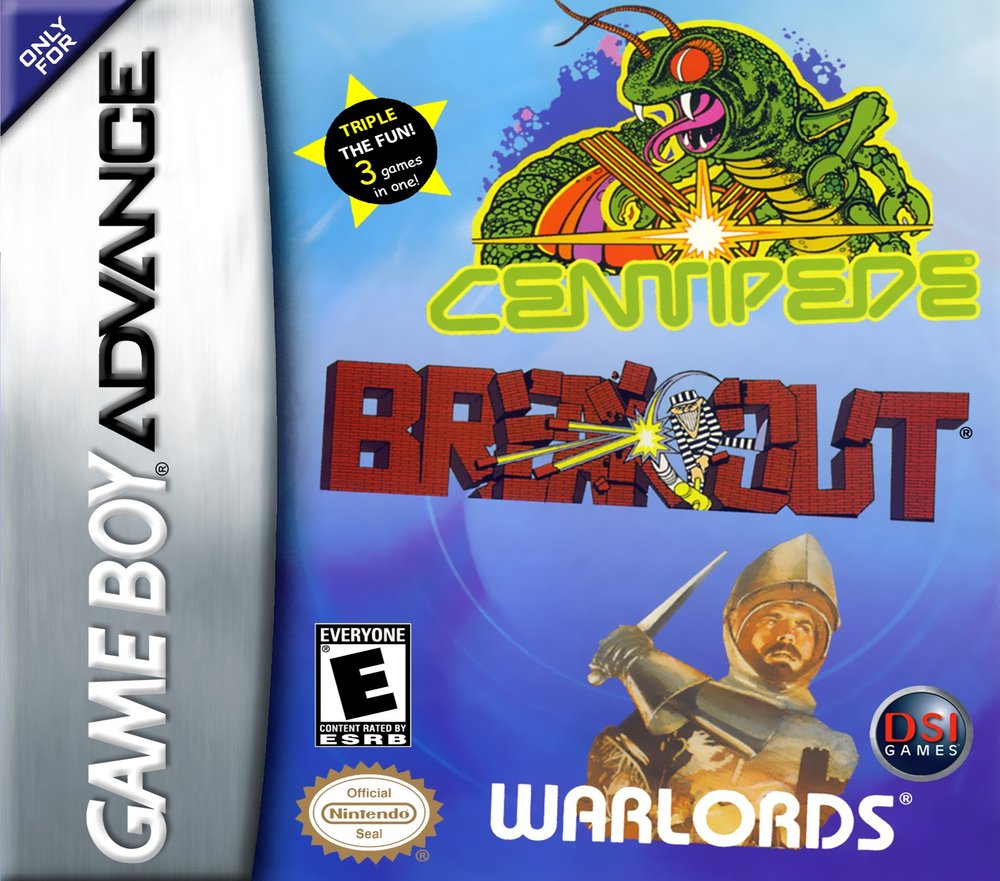 ONLY
FOR
GAME BOY® ADVANCE
TRIPLE
THE FUN!
3 games
in one!
CENTIPEDE®
BREAKOUT®
EVERYONE
®
E
CONTENT RATED BY
ESRB
Official
Nintendo
Seal
®
DSI
GAMES
WARLORDS®